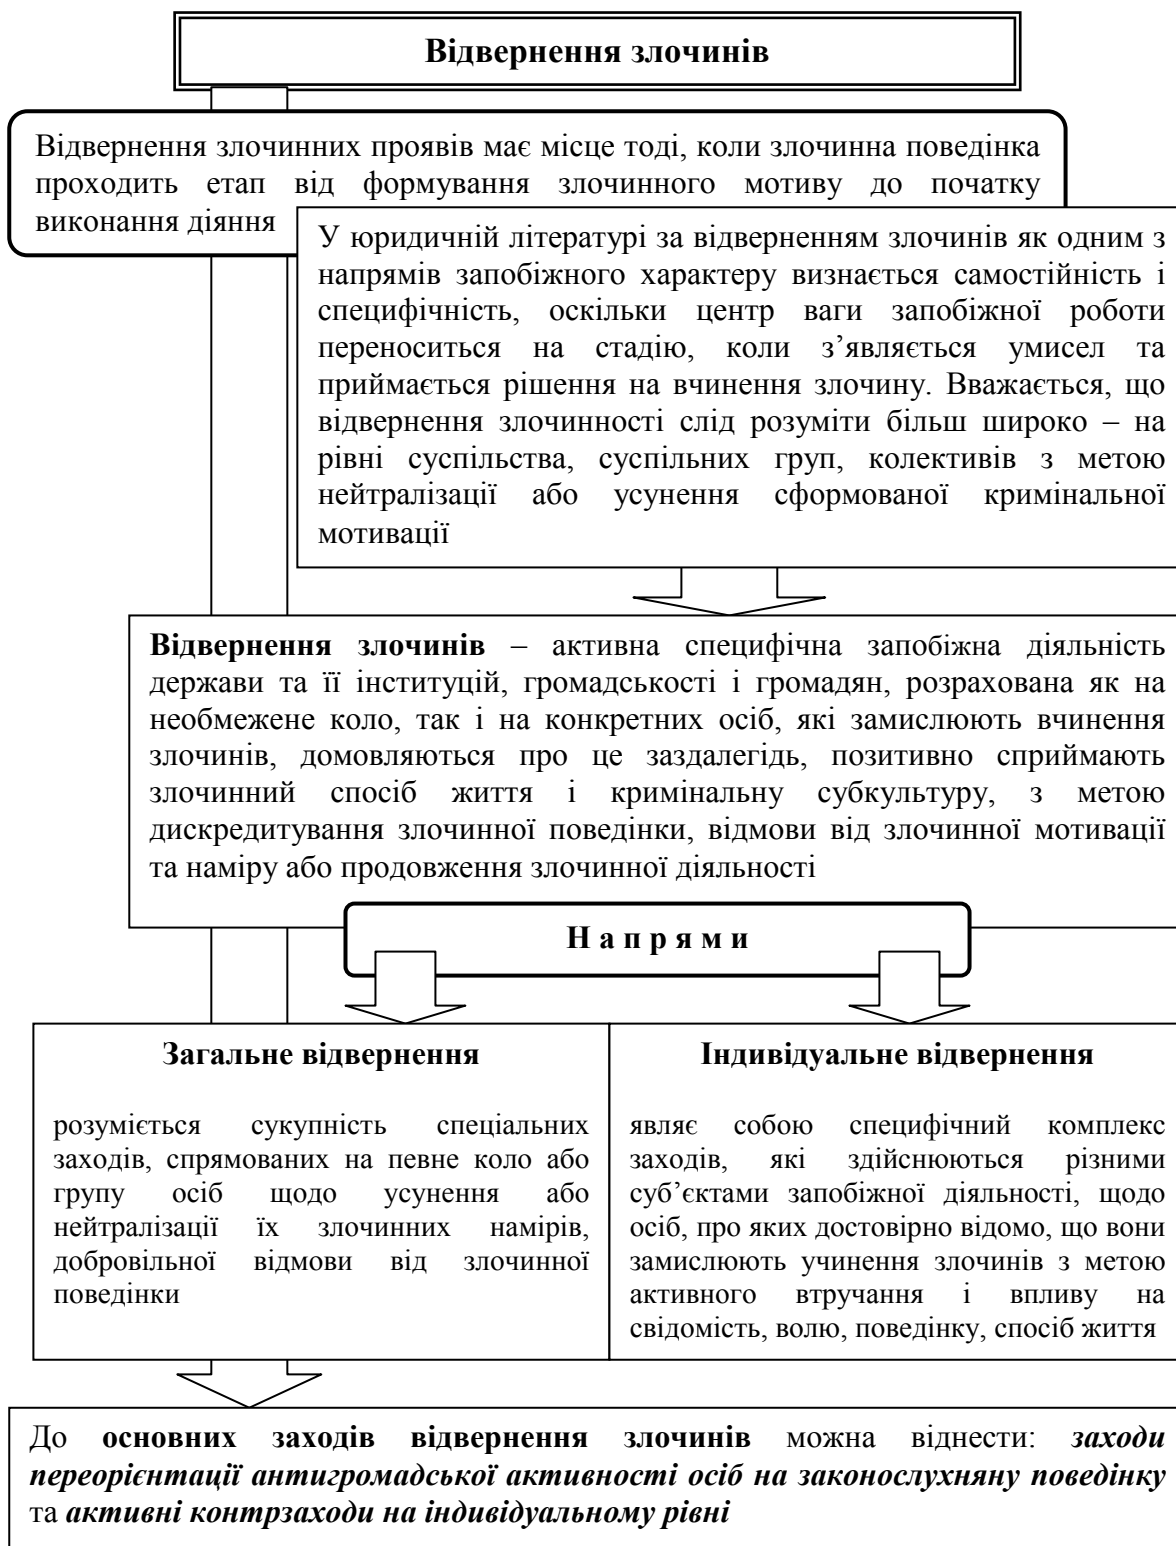 Відвернення злочинів
Відвернення злочинних проявів має місце тоді, коли злочинна поведінка
проходить етап від формування злочинного мотиву до початку
виконання діяння
У юридичній літературі за відверненням злочинів як одним з
напрямів запобіжного характеру визнається самостійність і
специфічність, оскільки центр ваги запобіжної роботи
переноситься на стадію, коли з’являється умисел та
приймається рішення на вчинення злочину. Вважається, що
відвернення злочинності слід розуміти більш широко – на
рівні суспільства, суспільних груп, колективів з метою
нейтралізації або усунення сформованої кримінальної
мотивації
Відвернення злочинів – активна специфічна запобіжна діяльність
держави та її інституцій, громадськості і громадян, розрахована як на
необмежене коло, так і на конкретних осіб, які замислюють вчинення
злочинів, домовляються про це заздалегідь, позитивно сприймають
злочинний спосіб життя і кримінальну субкультуру, з метою
дискредитування злочинної поведінки, відмови від злочинної мотивації
та наміру або продовження злочинної діяльності
Н а п р я м и
Загальне відвернення
розуміється сукупність спеціальних
заходів, спрямованих на певне коло або
групу осіб щодо усунення або
нейтралізації їх злочинних намірів,
добровільної відмови від злочинної
поведінки
Індивідуальне відвернення
являє собою специфічний комплекс
заходів, які здійснюються різними
суб’єктами запобіжної діяльності, щодо
осіб, про яких достовірно відомо, що вони
замислюють учинення злочинів з метою
активного втручання і впливу на
свідомість, волю, поведінку, спосіб життя
До основних заходів відвернення злочинів можна віднести: заходи
переорієнтації антигромадської активності осіб на законослухняну поведінку
та активні контрзаходи на індивідуальному рівні